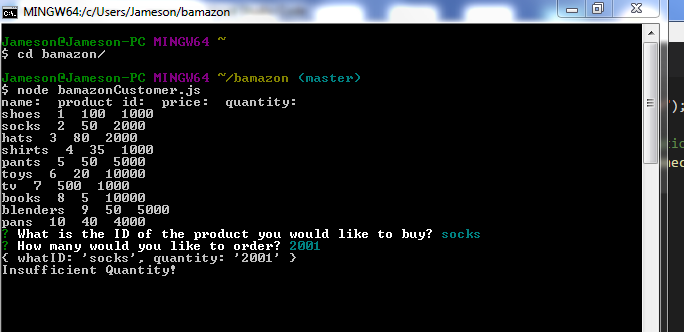 MINGW64:/c/Users/Jameson/bamazon
Jameson@Jameson-PC MINGW64 ~
$ cd bamazon/
Jameson@Jameson-PC MINGW64 ~/bamazon (master)
$ node bamazonCustomer.js
name:  product id:  price:  quantity:
shoes  1  100  1000
socks  2  50  2000
hats  3  80  2000
shirts  4  35  1000
pants  5  50  5000
toys  6  20  10000
tv  7  500  1000
books  8  5  10000
blenders  9  50  5000
pans  10  40  4000
? What is the ID of the product you would like to buy? socks
? How many would you like to order? 2001
{ whatID: 'socks', quantity: '2001' }
Insufficient Quantity!